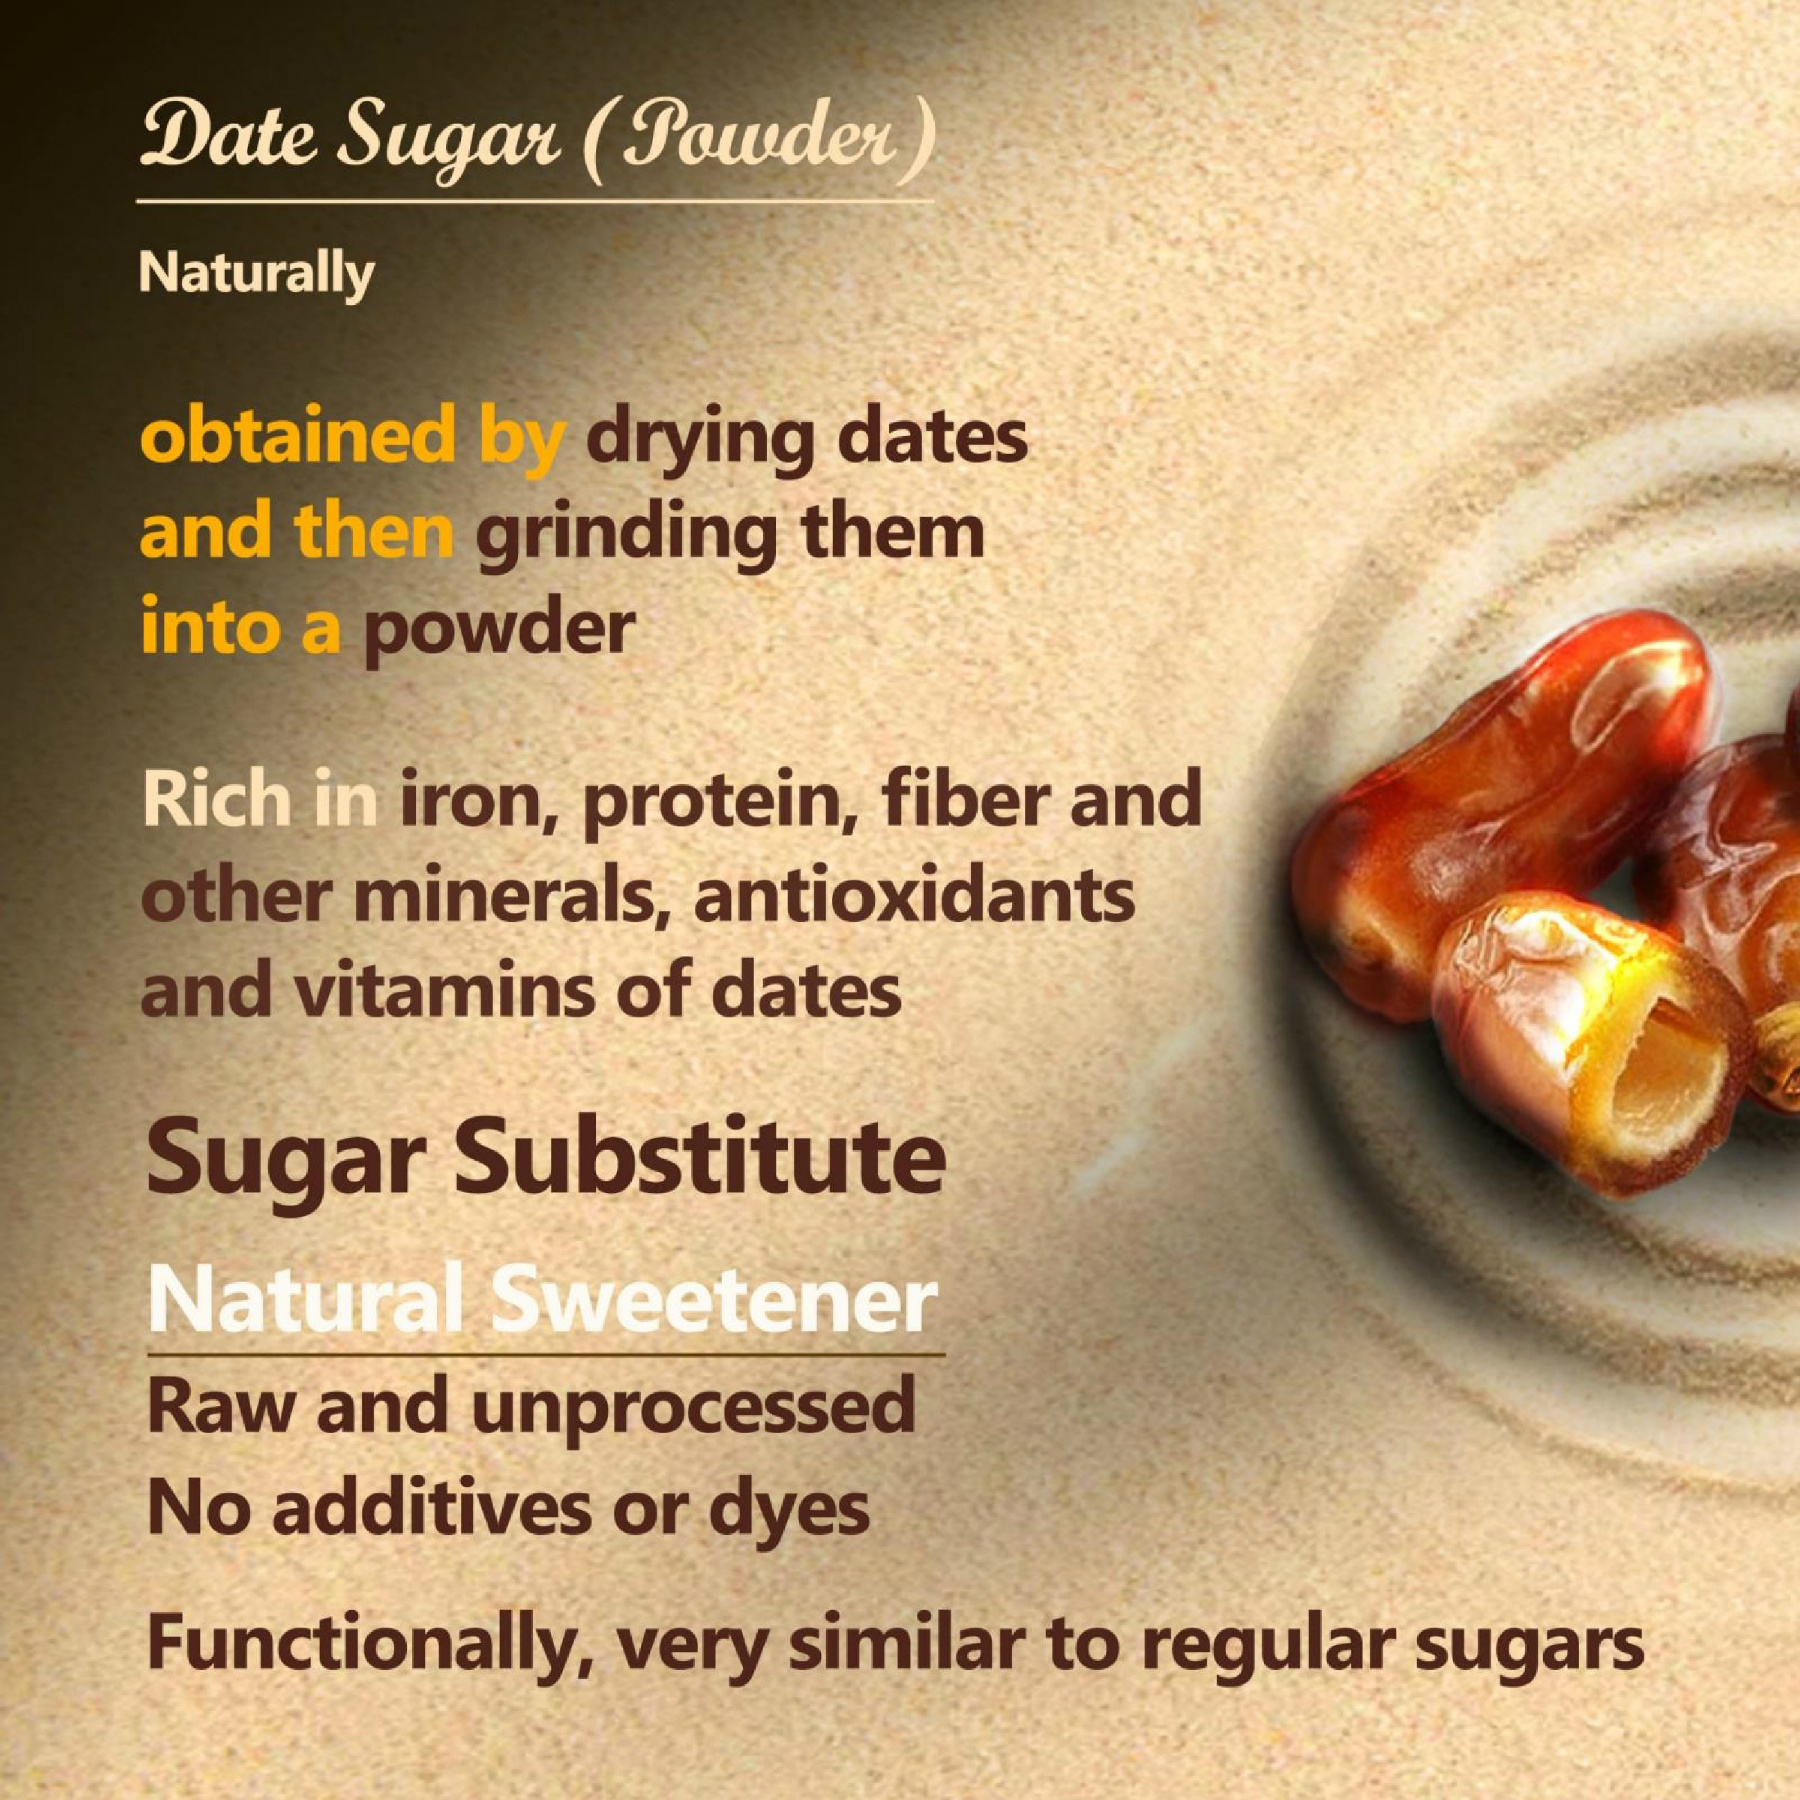 Date Sugar (Powder)
Naturally
obtained by drying dates
and then grinding them
into a powder
Rich in iron, protein, fiber and
other minerals, antioxidants
and vitamins of dates
Sugar Substitute
Natural Sweetener
Raw and unprocessed
No additives or dyes
Functionally, very similar to regular sugars